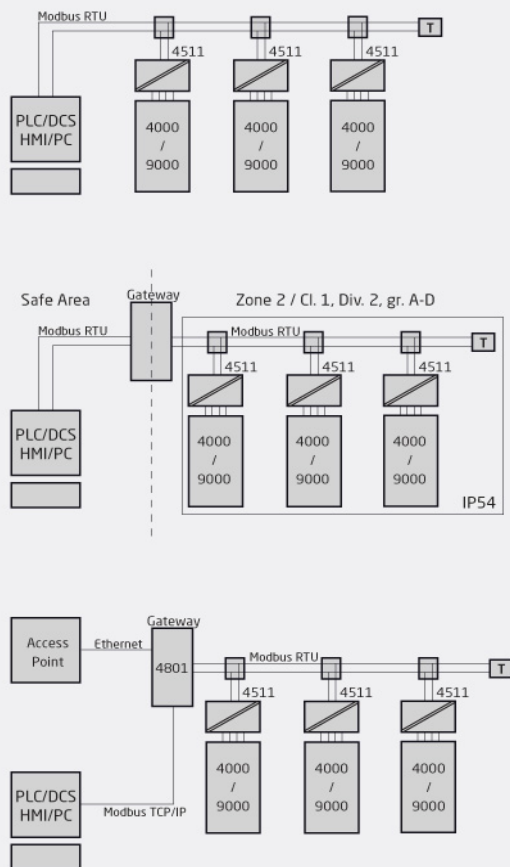 Modbus RTU
T
4511
4511
4511
PLC/DCS
HMI/PC
4000
/
9000
4000
/
9000
4000
/
9000
Safe Area
Gateway
Zone 2 / Cl. 1, Div. 2, gr. A-D
Modbus RTU
Modbus RTU
T
4511
4511
4511
PLC/DCS
HMI/PC
4000
/
9000
4000
/
9000
4000
/
9000
IP54
Gateway
Access
Point
Ethernet
4801
Modbus RTU
T
4511
4511
4511
PLC/DCS
HMI/PC
Modbus TCP/IP
4000
/
9000
4000
/
9000
4000
/
9000